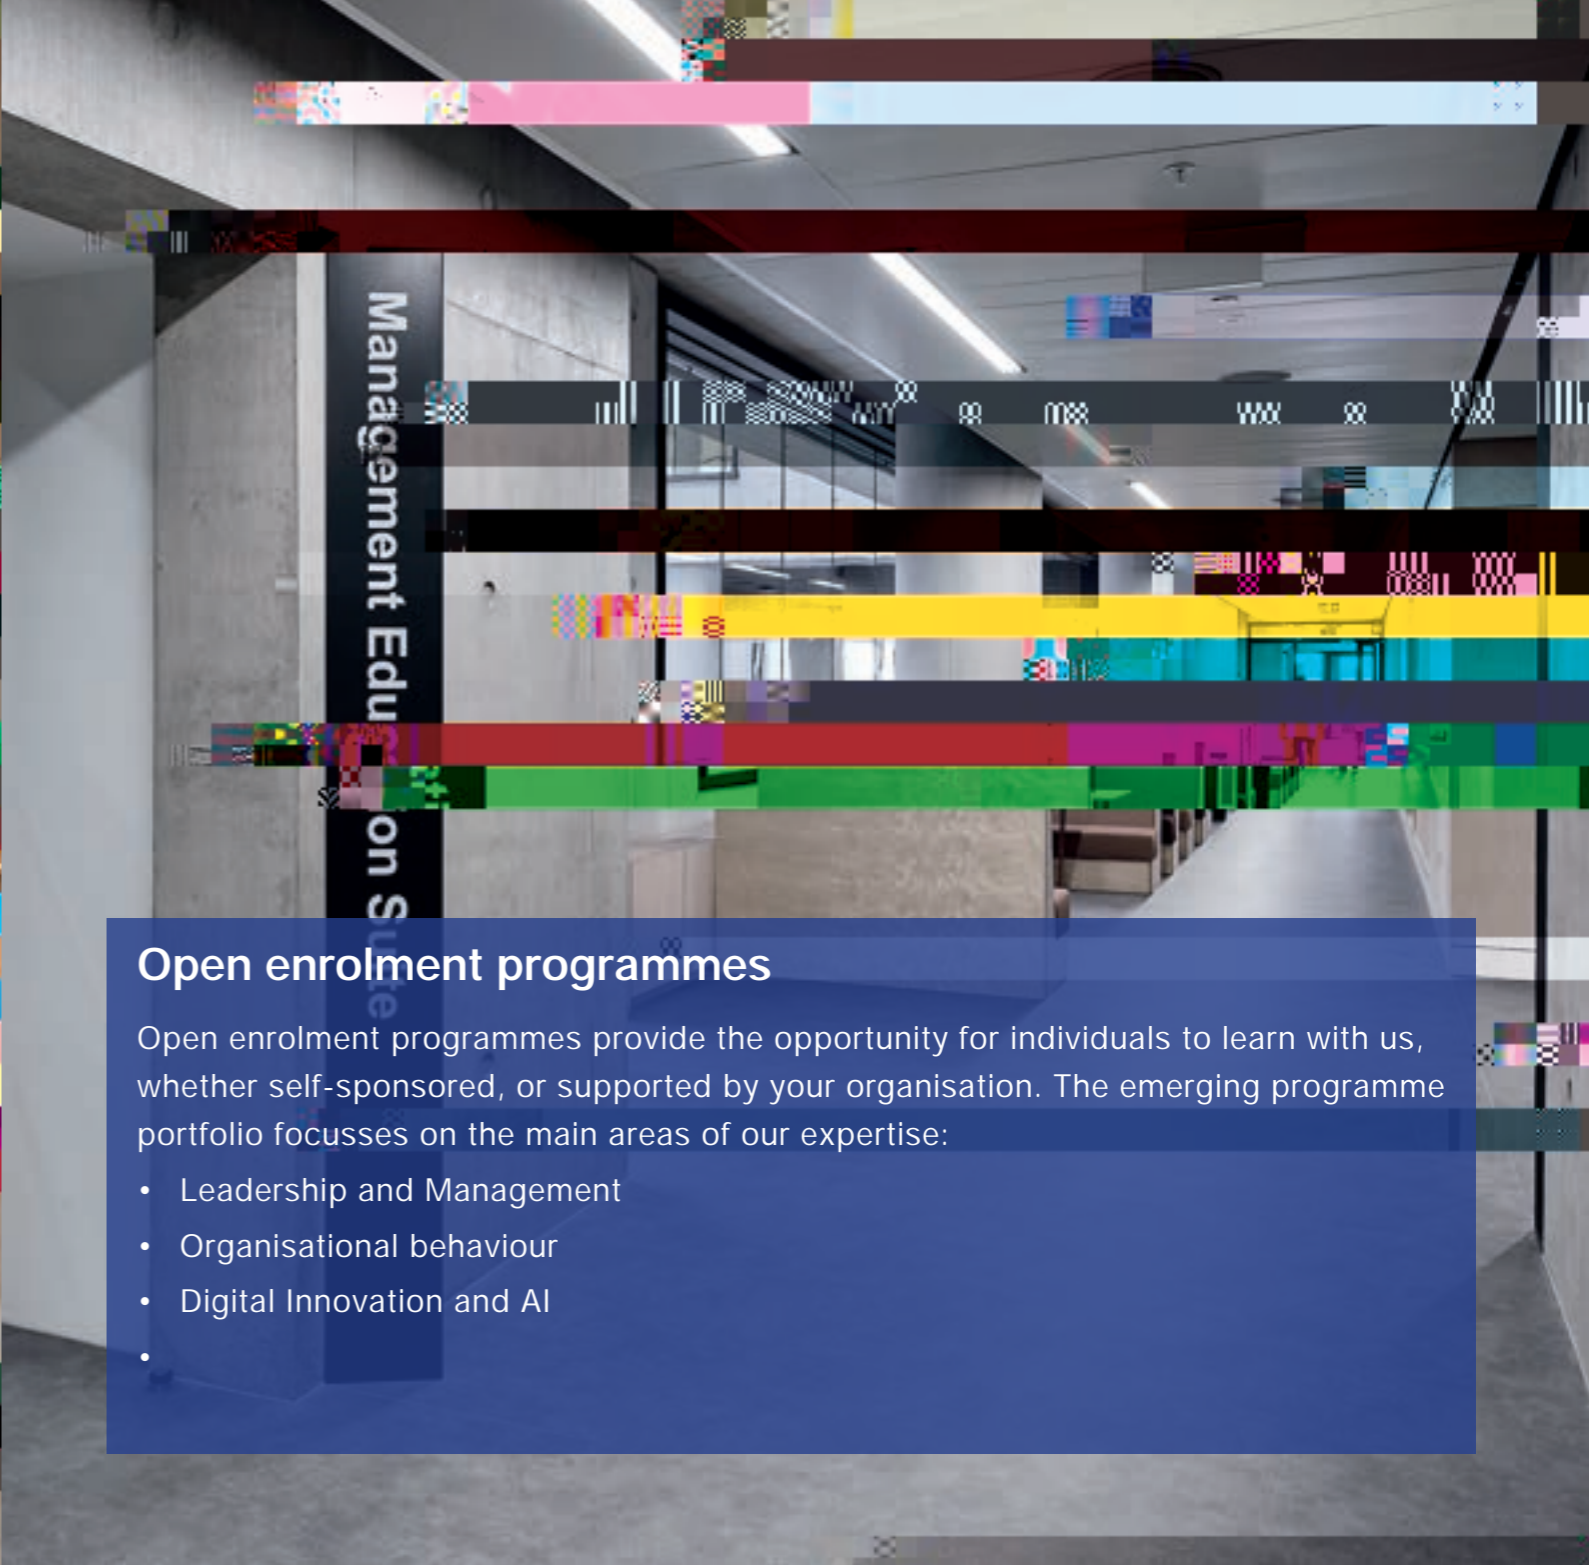 Management Edu on Suite
Open enrolment programmes
Open enrolment programmes provide the opportunity for individuals to learn with us,
whether self-sponsored, or supported by your organisation. The emerging programme
portfolio focusses on the main areas of our expertise:
• Leadership and Management
• Organisational behaviour
• Digital Innovation and AI
•